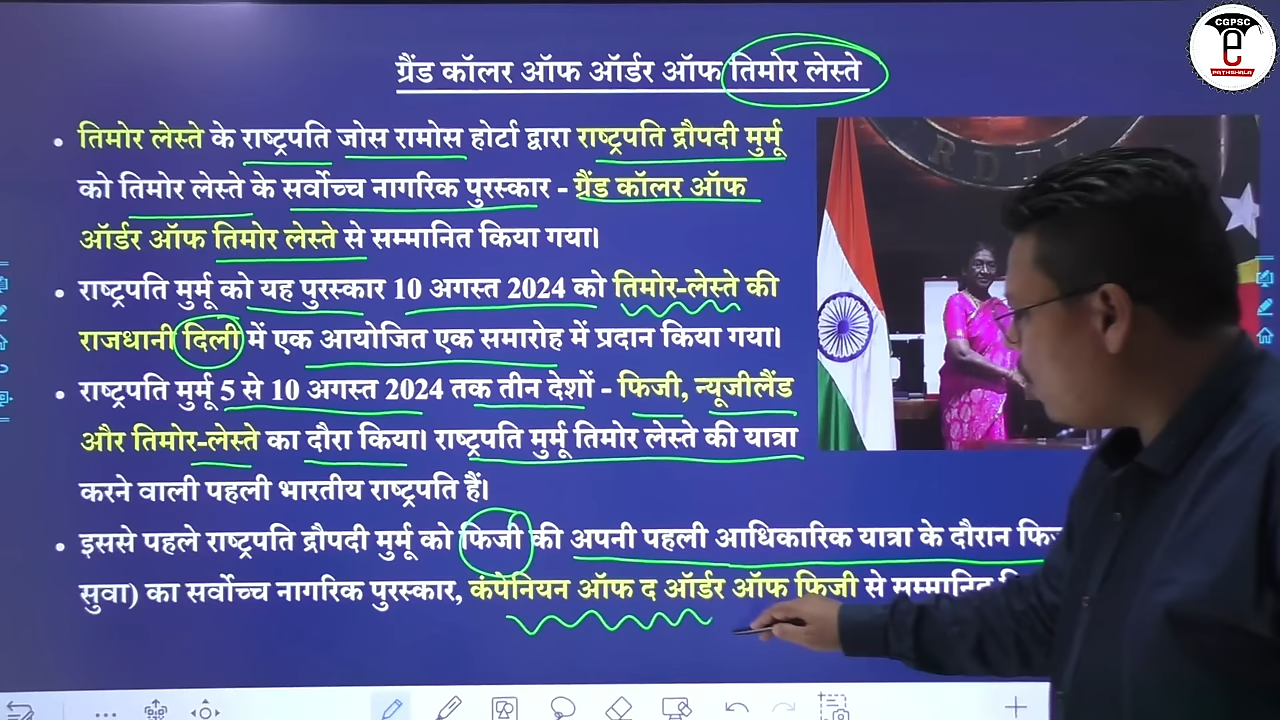 CGPSC
e
PATHSHALA
ग्रैंड कॉलर ऑफ ऑर्डर ऑफ तिमोर लेस्ते
• तिमोर लेस्ते के राष्ट्रपति जोस रामोस होर्टा द्वारा राष्ट्रपति द्रौपदी मुर्मू
को तिमोर लेस्ते के सर्वोच्च नागरिक पुरस्कार - ग्रैंड कॉलर ऑफ
ऑर्डर ऑफ तिमोर लेस्ते से सम्मानित किया गया।
• राष्ट्रपति मुर्मू को यह पुरस्कार 10 अगस्त 2024 को तिमोर-लेस्ते की
राजधानी दिली में एक आयोजित एक समारोह में प्रदान किया गया।
• राष्ट्रपति मुर्मू 5 से 10 अगस्त 2024 तक तीन देशों - फिजी, न्यूजीलैंड
और तिमोर-लेस्ते का दौरा किया। राष्ट्रपति मुर्मू तिमोर लेस्ते की यात्रा
करने वाली पहली भारतीय राष्ट्रपति हैं।
• इससे पहले राष्ट्रपति द्रौपदी मुर्मू को फिजी की अपनी पहली आधिकारिक यात्रा के दौरान
सुवा) का सर्वोच्च नागरिक पुरस्कार, कंपेनियन ऑफ द ऑर्डर ऑफ फिजी से सम्मानित